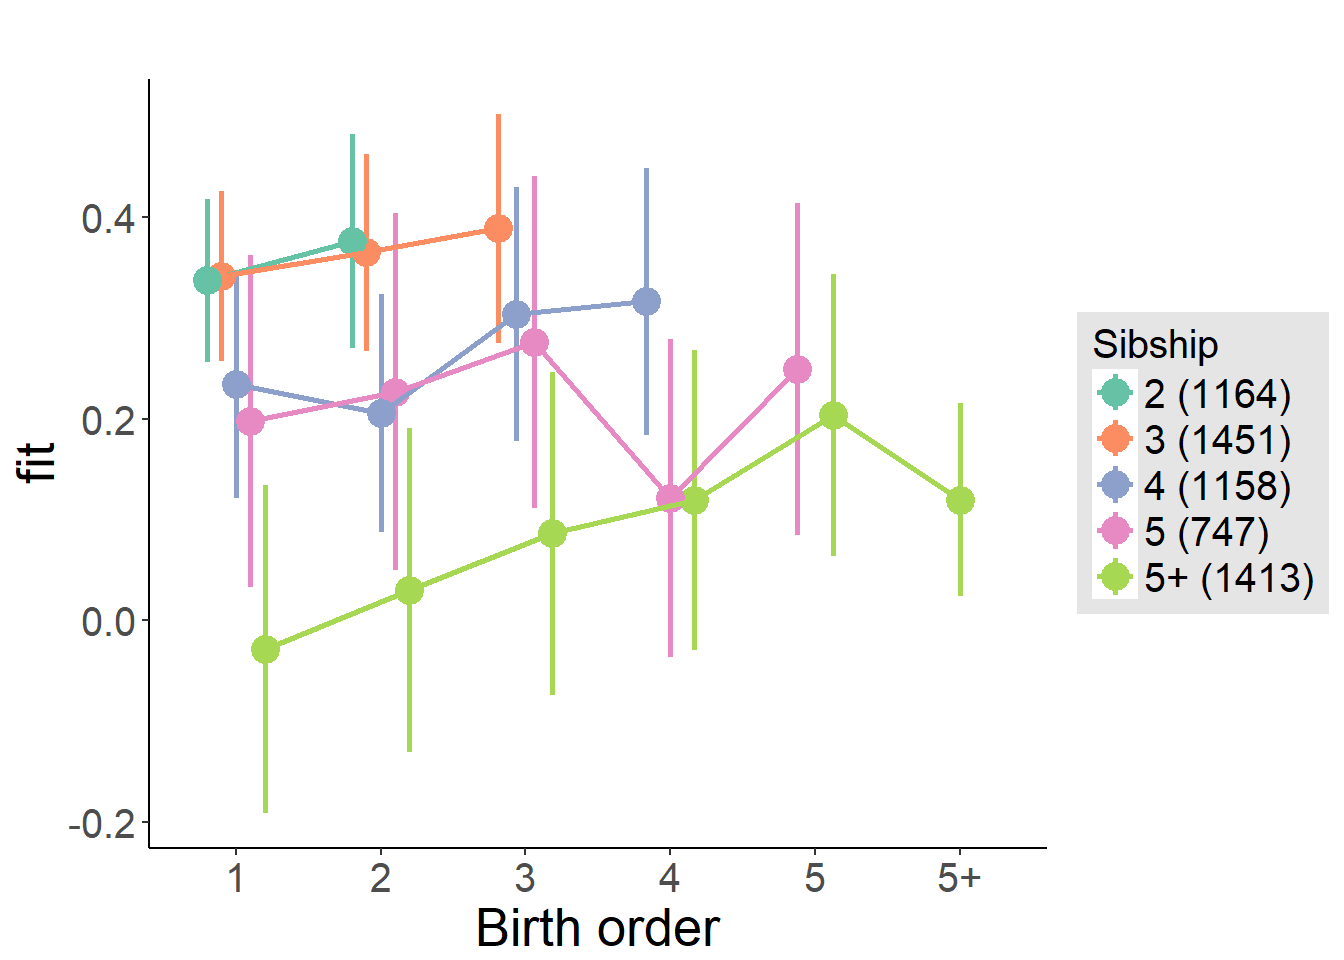 fit
0.4
0.2
0.0
-0.2
1 2 3 4 5 5+
Birth order
Sibship
2 (1164)
3 (1451)
4 (1158)
5 (747)
5+ (1413)